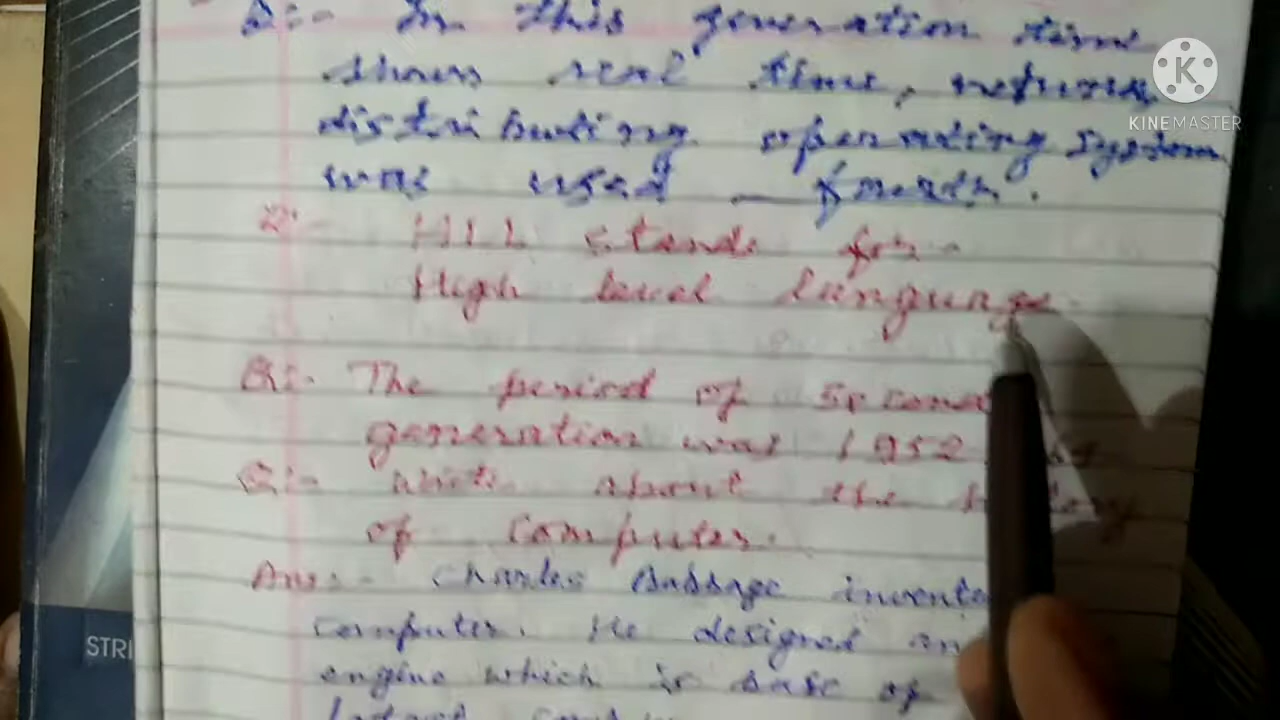 Q:- In this generation time
shows real time, network
distributing operating System
was used fourth.
Q:- HLL stands for-
High level language
Q:- The period of Second
generation was 1952
Q:- Write about the
of computer.
Ans:- Charles Babbage
computer. He designed an
engine which is base of
STRI
KINEMASTER